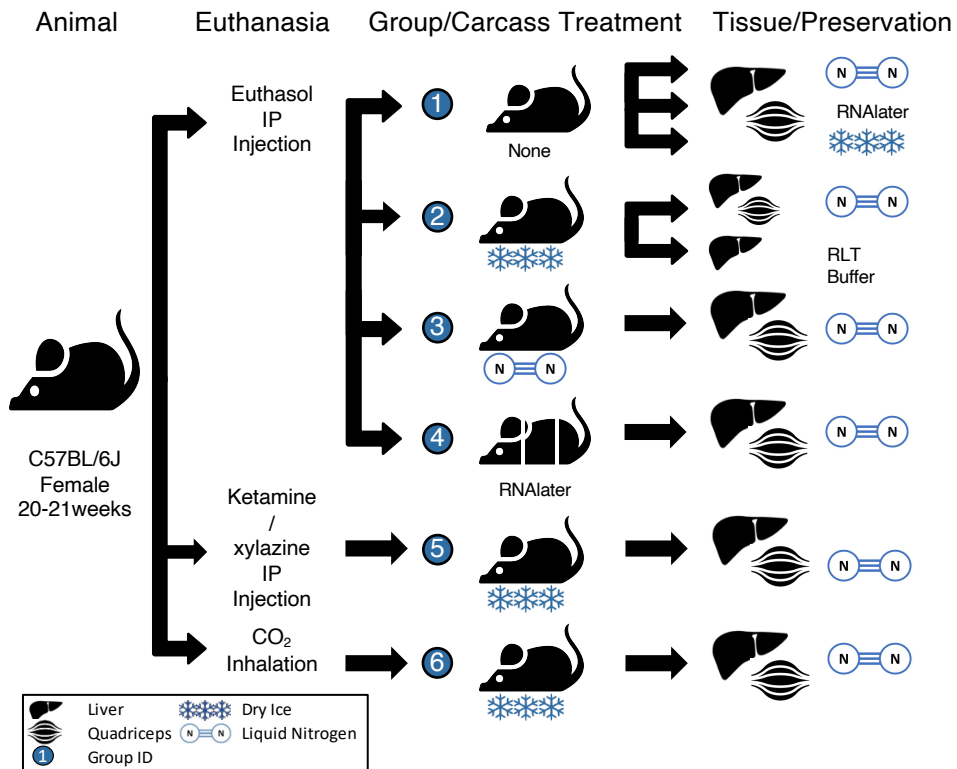 Animal
Euthanasia
Group/Carcass Treatment
Tissue/Preservation
Euthasol
IP
Injection
1
None
N N
RNAlater
2
N N
RLT
Buffer
3
N N
N N
4
RNAlater
N N
C57BL/6J
Female
20-21weeks
Ketamine
/
xylazine
IP
Injection
5
N N
CO₂
Inhalation
6
N N
Liver
Dry Ice
Quadriceps
N N
Liquid Nitrogen
1
Group ID